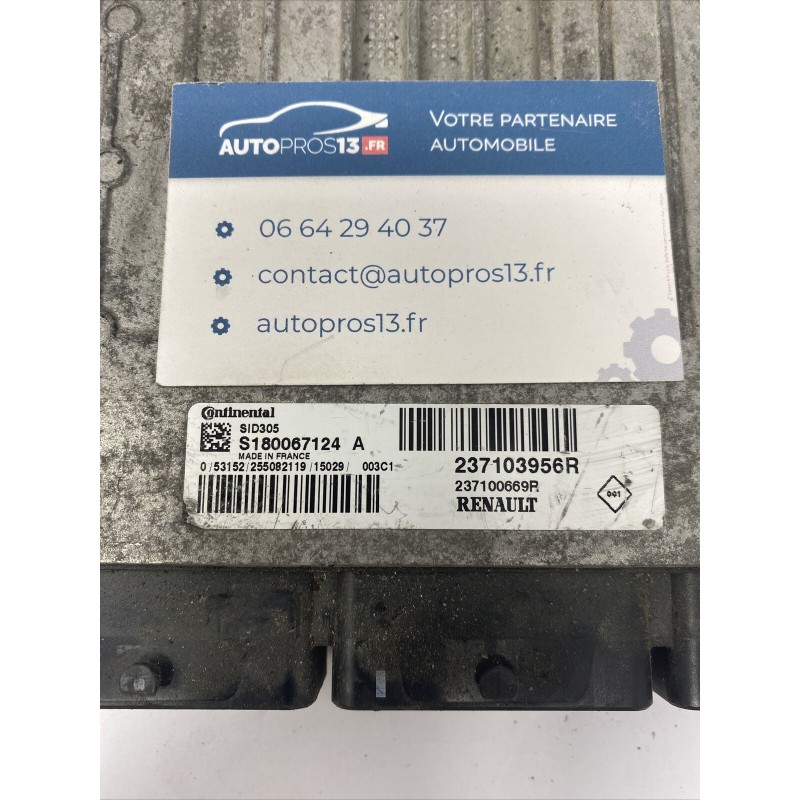 AUTOPROS13.FR
VOTRE PARTENAIRE
AUTOMOBILE
06 64 29 40 37
contact@autopros13.fr
autopros13.fr
Continental
SID305
S180067124 A
MADE IN FRANCE
0/53152/255082119/15029/ 003C1
237103956R
237100669R
RENAULT
001